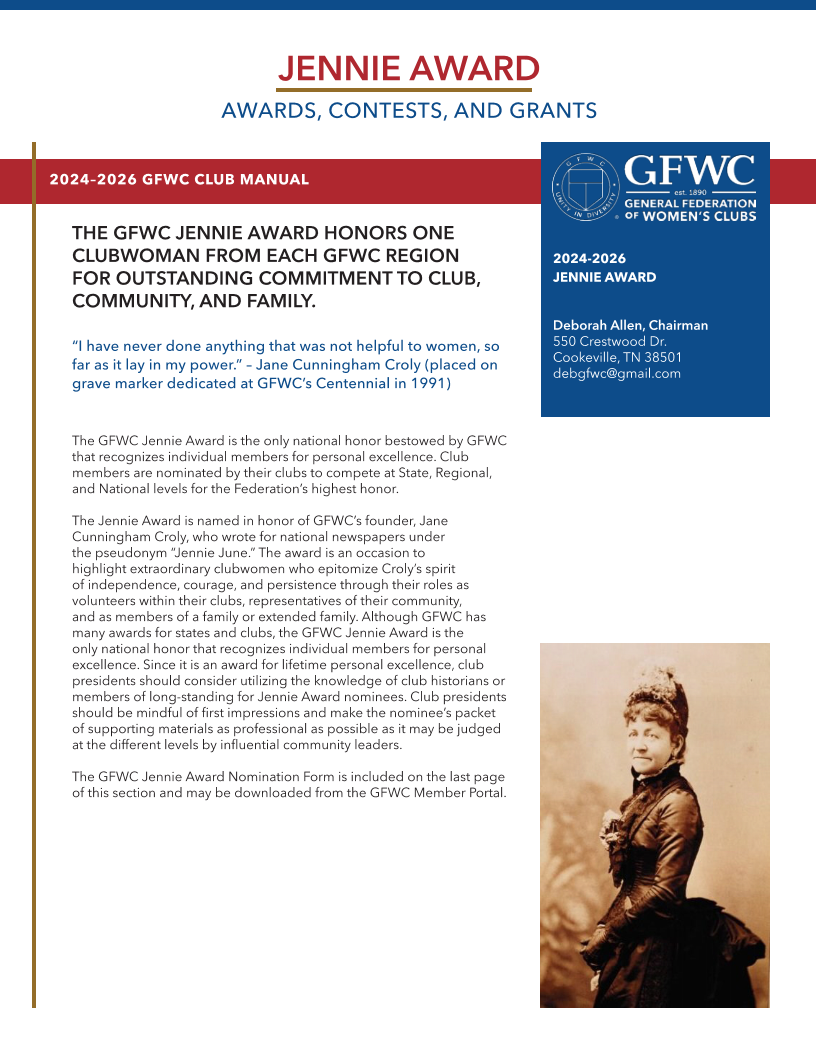 JENNIE AWARD
AWARDS, CONTESTS, AND GRANTS
2024–2026 GFWC CLUB MANUAL
G F W C
UNITY IN DIVERSITY
®
GFWC
est. 1890
GENERAL FEDERATION
OF WOMEN'S CLUBS
2024-2026
JENNIE AWARD
Deborah Allen, Chairman
550 Crestwood Dr.
Cookeville, TN 38501
debgfwc@gmail.com
THE GFWC JENNIE AWARD HONORS ONE
CLUBWOMAN FROM EACH GFWC REGION
FOR OUTSTANDING COMMITMENT TO CLUB,
COMMUNITY, AND FAMILY.
“I have never done anything that was not helpful to women, so
far as it lay in my power.” – Jane Cunningham Croly (placed on
grave marker dedicated at GFWC’s Centennial in 1991)
The GFWC Jennie Award is the only national honor bestowed by GFWC
that recognizes individual members for personal excellence. Club
members are nominated by their clubs to compete at State, Regional,
and National levels for the Federation’s highest honor.
The Jennie Award is named in honor of GFWC’s founder, Jane
Cunningham Croly, who wrote for national newspapers under
the pseudonym “Jennie June.” The award is an occasion to
highlight extraordinary clubwomen who epitomize Croly’s spirit
of independence, courage, and persistence through their roles as
volunteers within their clubs, representatives of their community,
and as members of a family or extended family. Although GFWC has
many awards for states and clubs, the GFWC Jennie Award is the
only national honor that recognizes individual members for personal
excellence. Since it is an award for lifetime personal excellence, club
presidents should consider utilizing the knowledge of club historians or
members of long-standing for Jennie Award nominees. Club presidents
should be mindful of first impressions and make the nominee’s packet
of supporting materials as professional as possible as it may be judged
at the different levels by influential community leaders.
The GFWC Jennie Award Nomination Form is included on the last page
of this section and may be downloaded from the GFWC Member Portal.